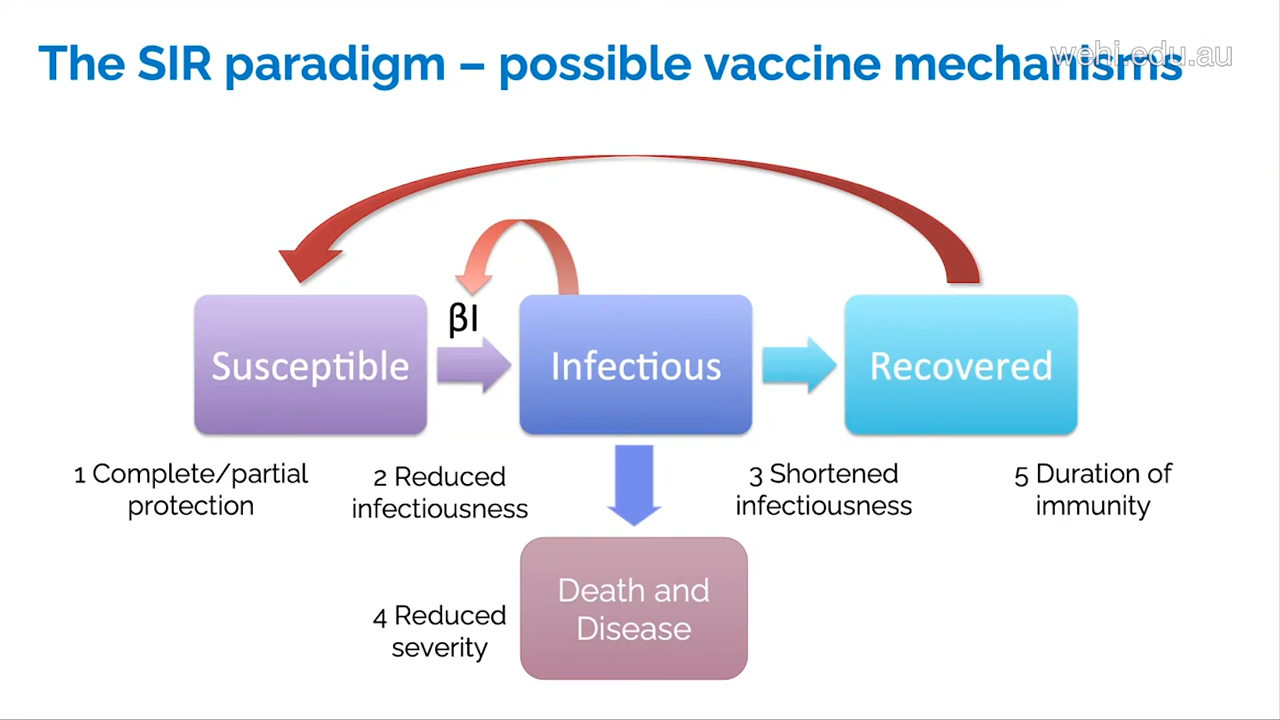 The SIR paradigm – possible vaccine mechanisms
wehi.edu.au
βI
Susceptible
Infectious
Recovered
1 Complete/partial
protection
2 Reduced
infectiousness
3 Shortened
infectiousness
5 Duration of
immunity
Death and
Disease
4 Reduced
severity